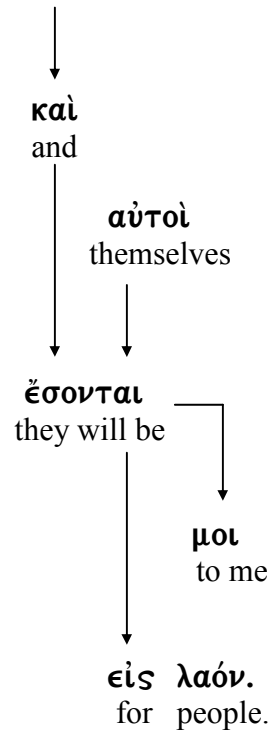 καὶ
and
αὐτοὶ
themselves
ἔσονται
they will be
μοι
to me
εἰς λαόν.
for people.